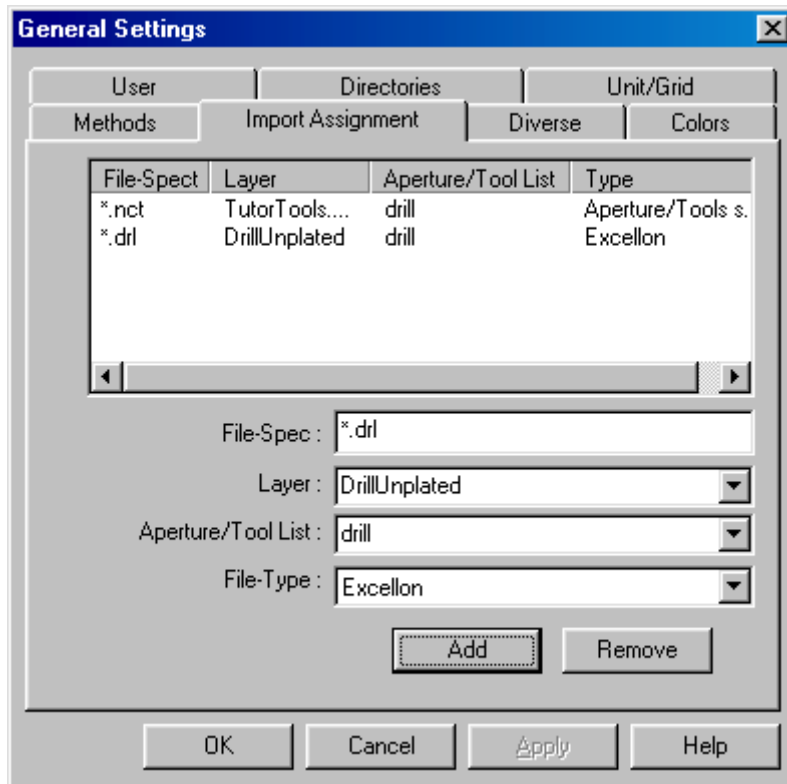 General Settings
User Directories Unit/Grid
Methods Import Assignment Diverse Colors
File-Spect Layer Aperture/Tool List Type
*.nct TutorTools.... drill Aperture/Tools s.
*.drl DrillUnplated drill Excellon
File-Spec : *.drl
Layer : DrillUnplated
Aperture/Tool List : drill
File-Type : Excellon
Add Remove
OK Cancel Apply Help